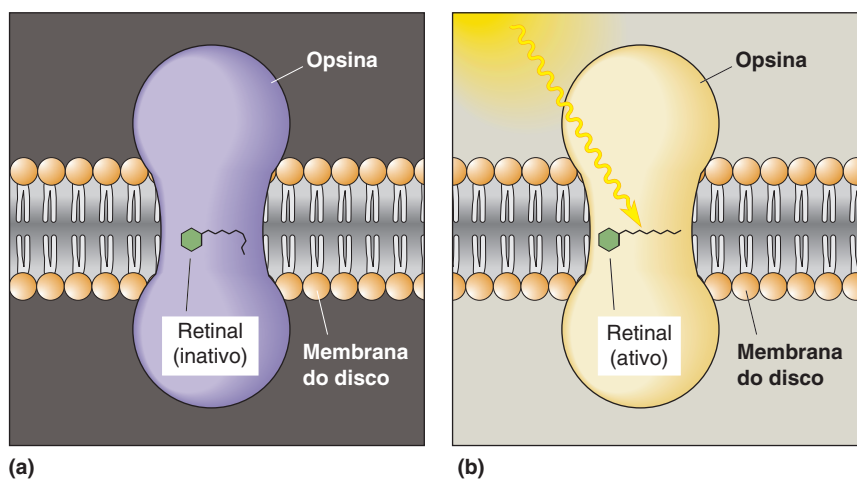 Opsina
Retinal
(inativo)
Membrana
do disco
(a)
Opsina
Retinal
(ativo)
Membrana
do disco
(b)